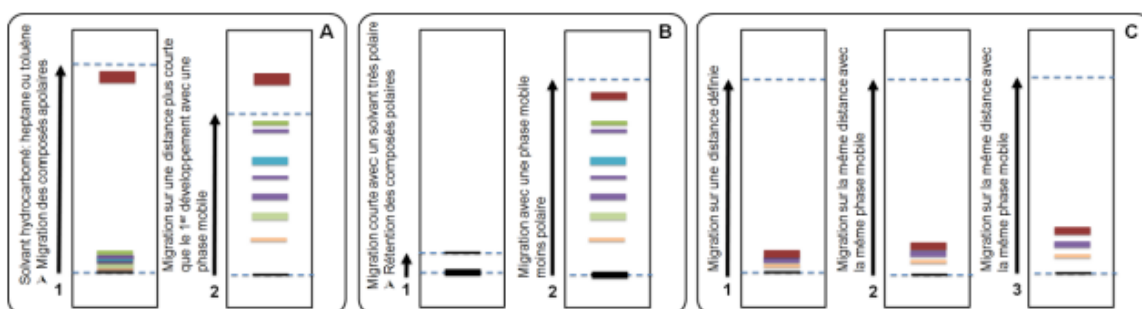 A
Solvant hydrocarboné: heptane ou toluène
➢ Migration des composés apolaires
1
Migration sur une distance plus courte
que le 1er développement avec une
phase mobile
2
B
Migration courte avec un solvant très polaire
➢ Rétention des composés polaires
1
Migration avec une phase mobile
moins polaire
2
C
Migration sur une distance définie
1
Migration sur la même distance avec
la même phase mobile
2
Migration sur la même distance avec
la même phase mobile
3